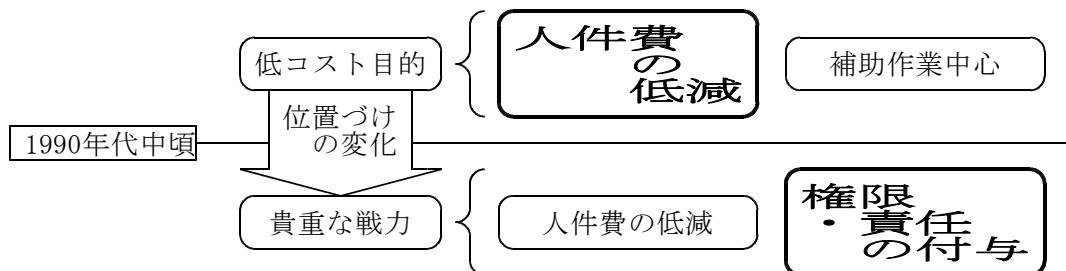 低コスト目的
人件費
の
低減
補助作業中心
位置づけ
の変化
1990年代中頃
貴重な戦力
人件費の低減
権限
・責任
の付与